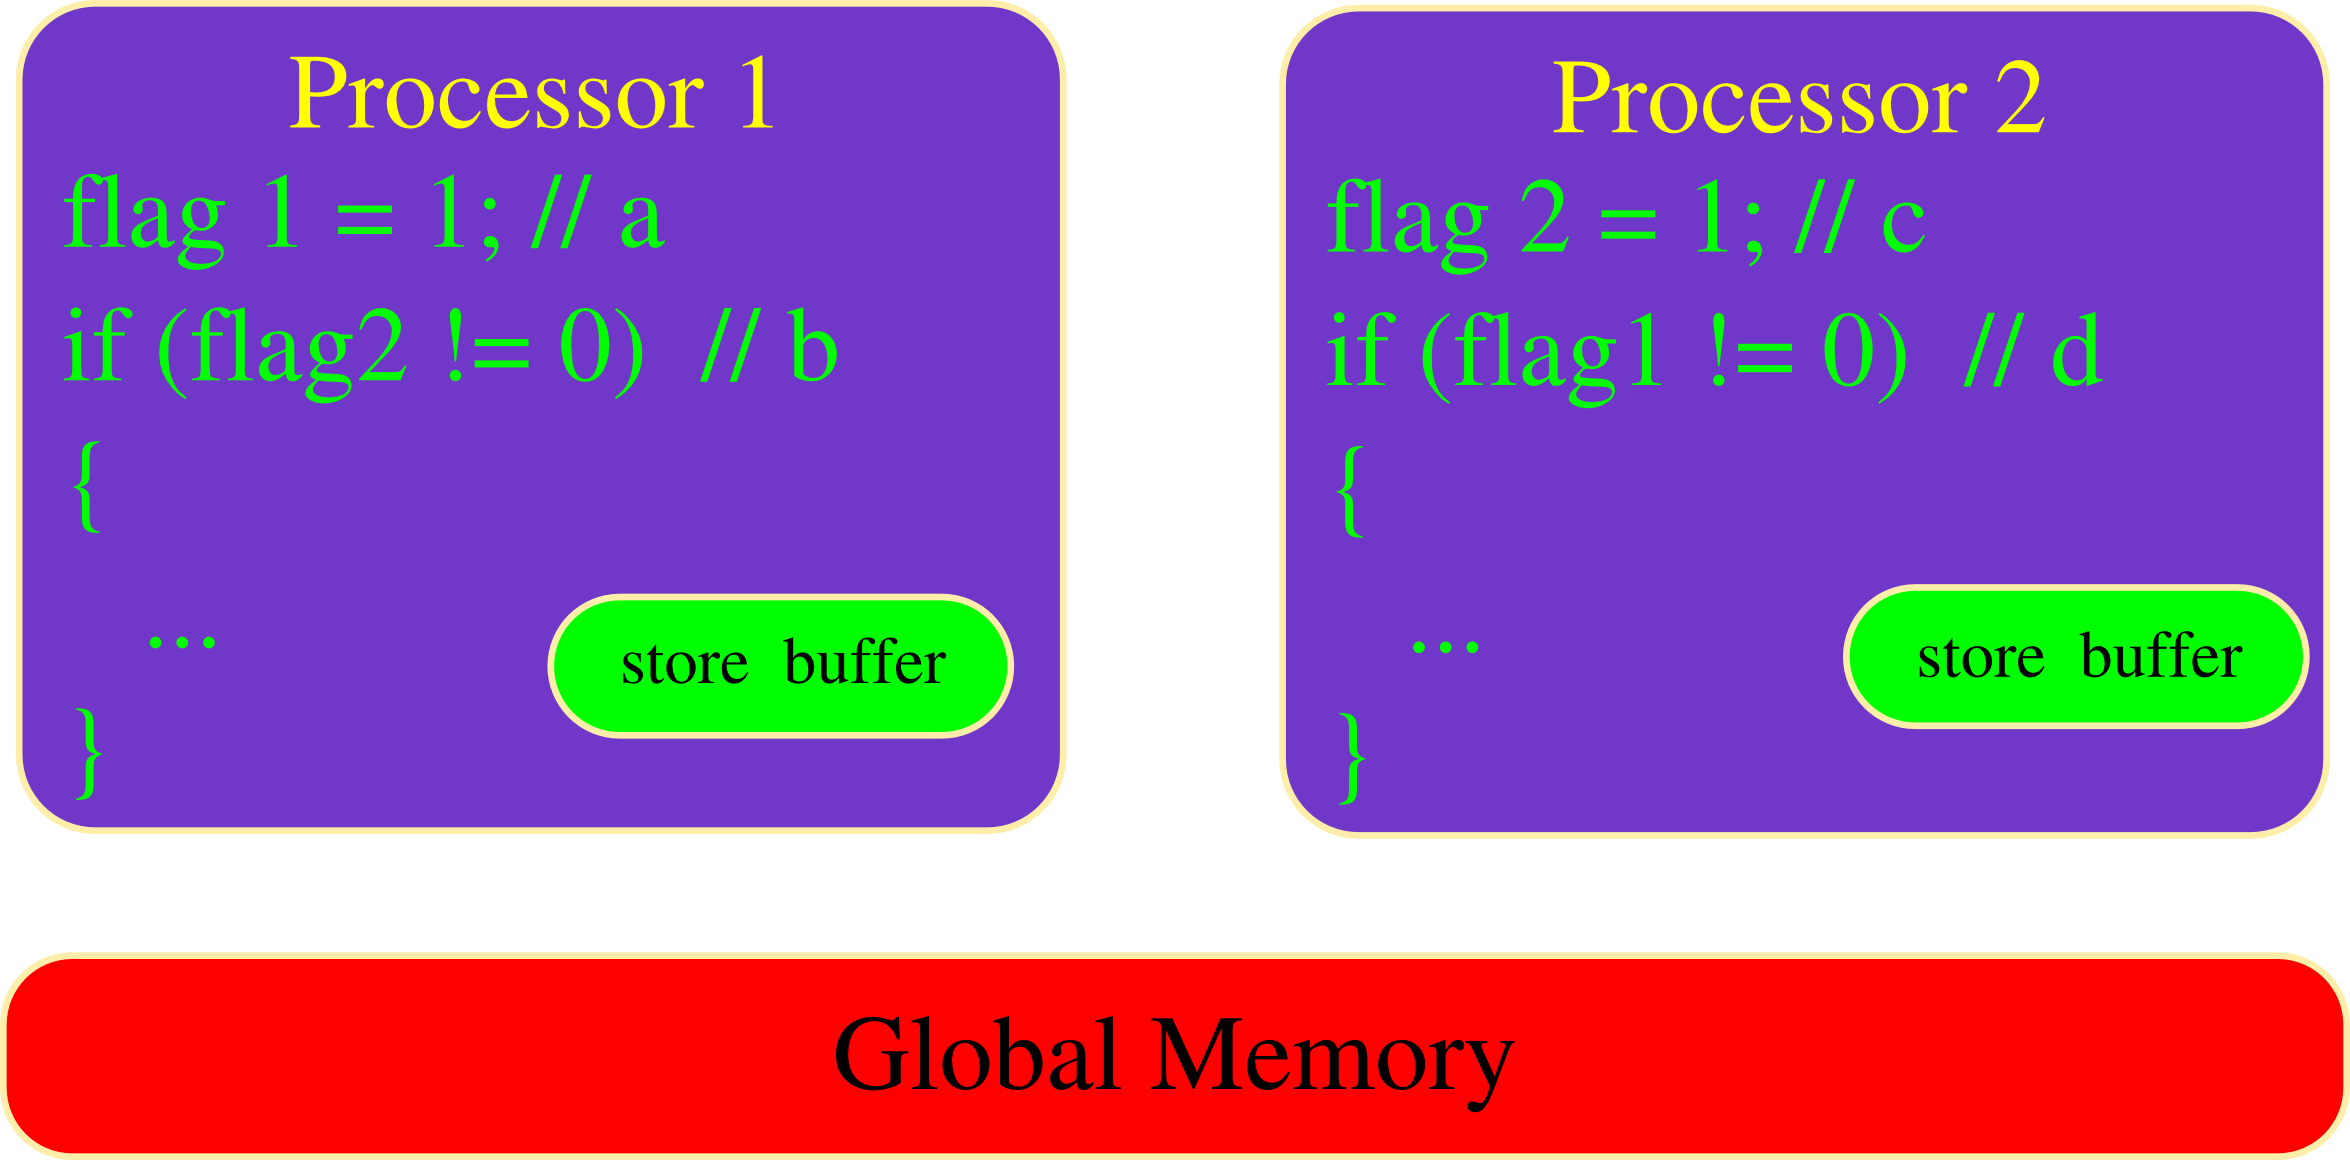 Processor 1
flag 1 = 1; // a
if (flag2 != 0) // b
{
...
store buffer
}
Processor 2
flag 2 = 1; // c
if (flag1 != 0) // d
{
...
store buffer
}
Global Memory